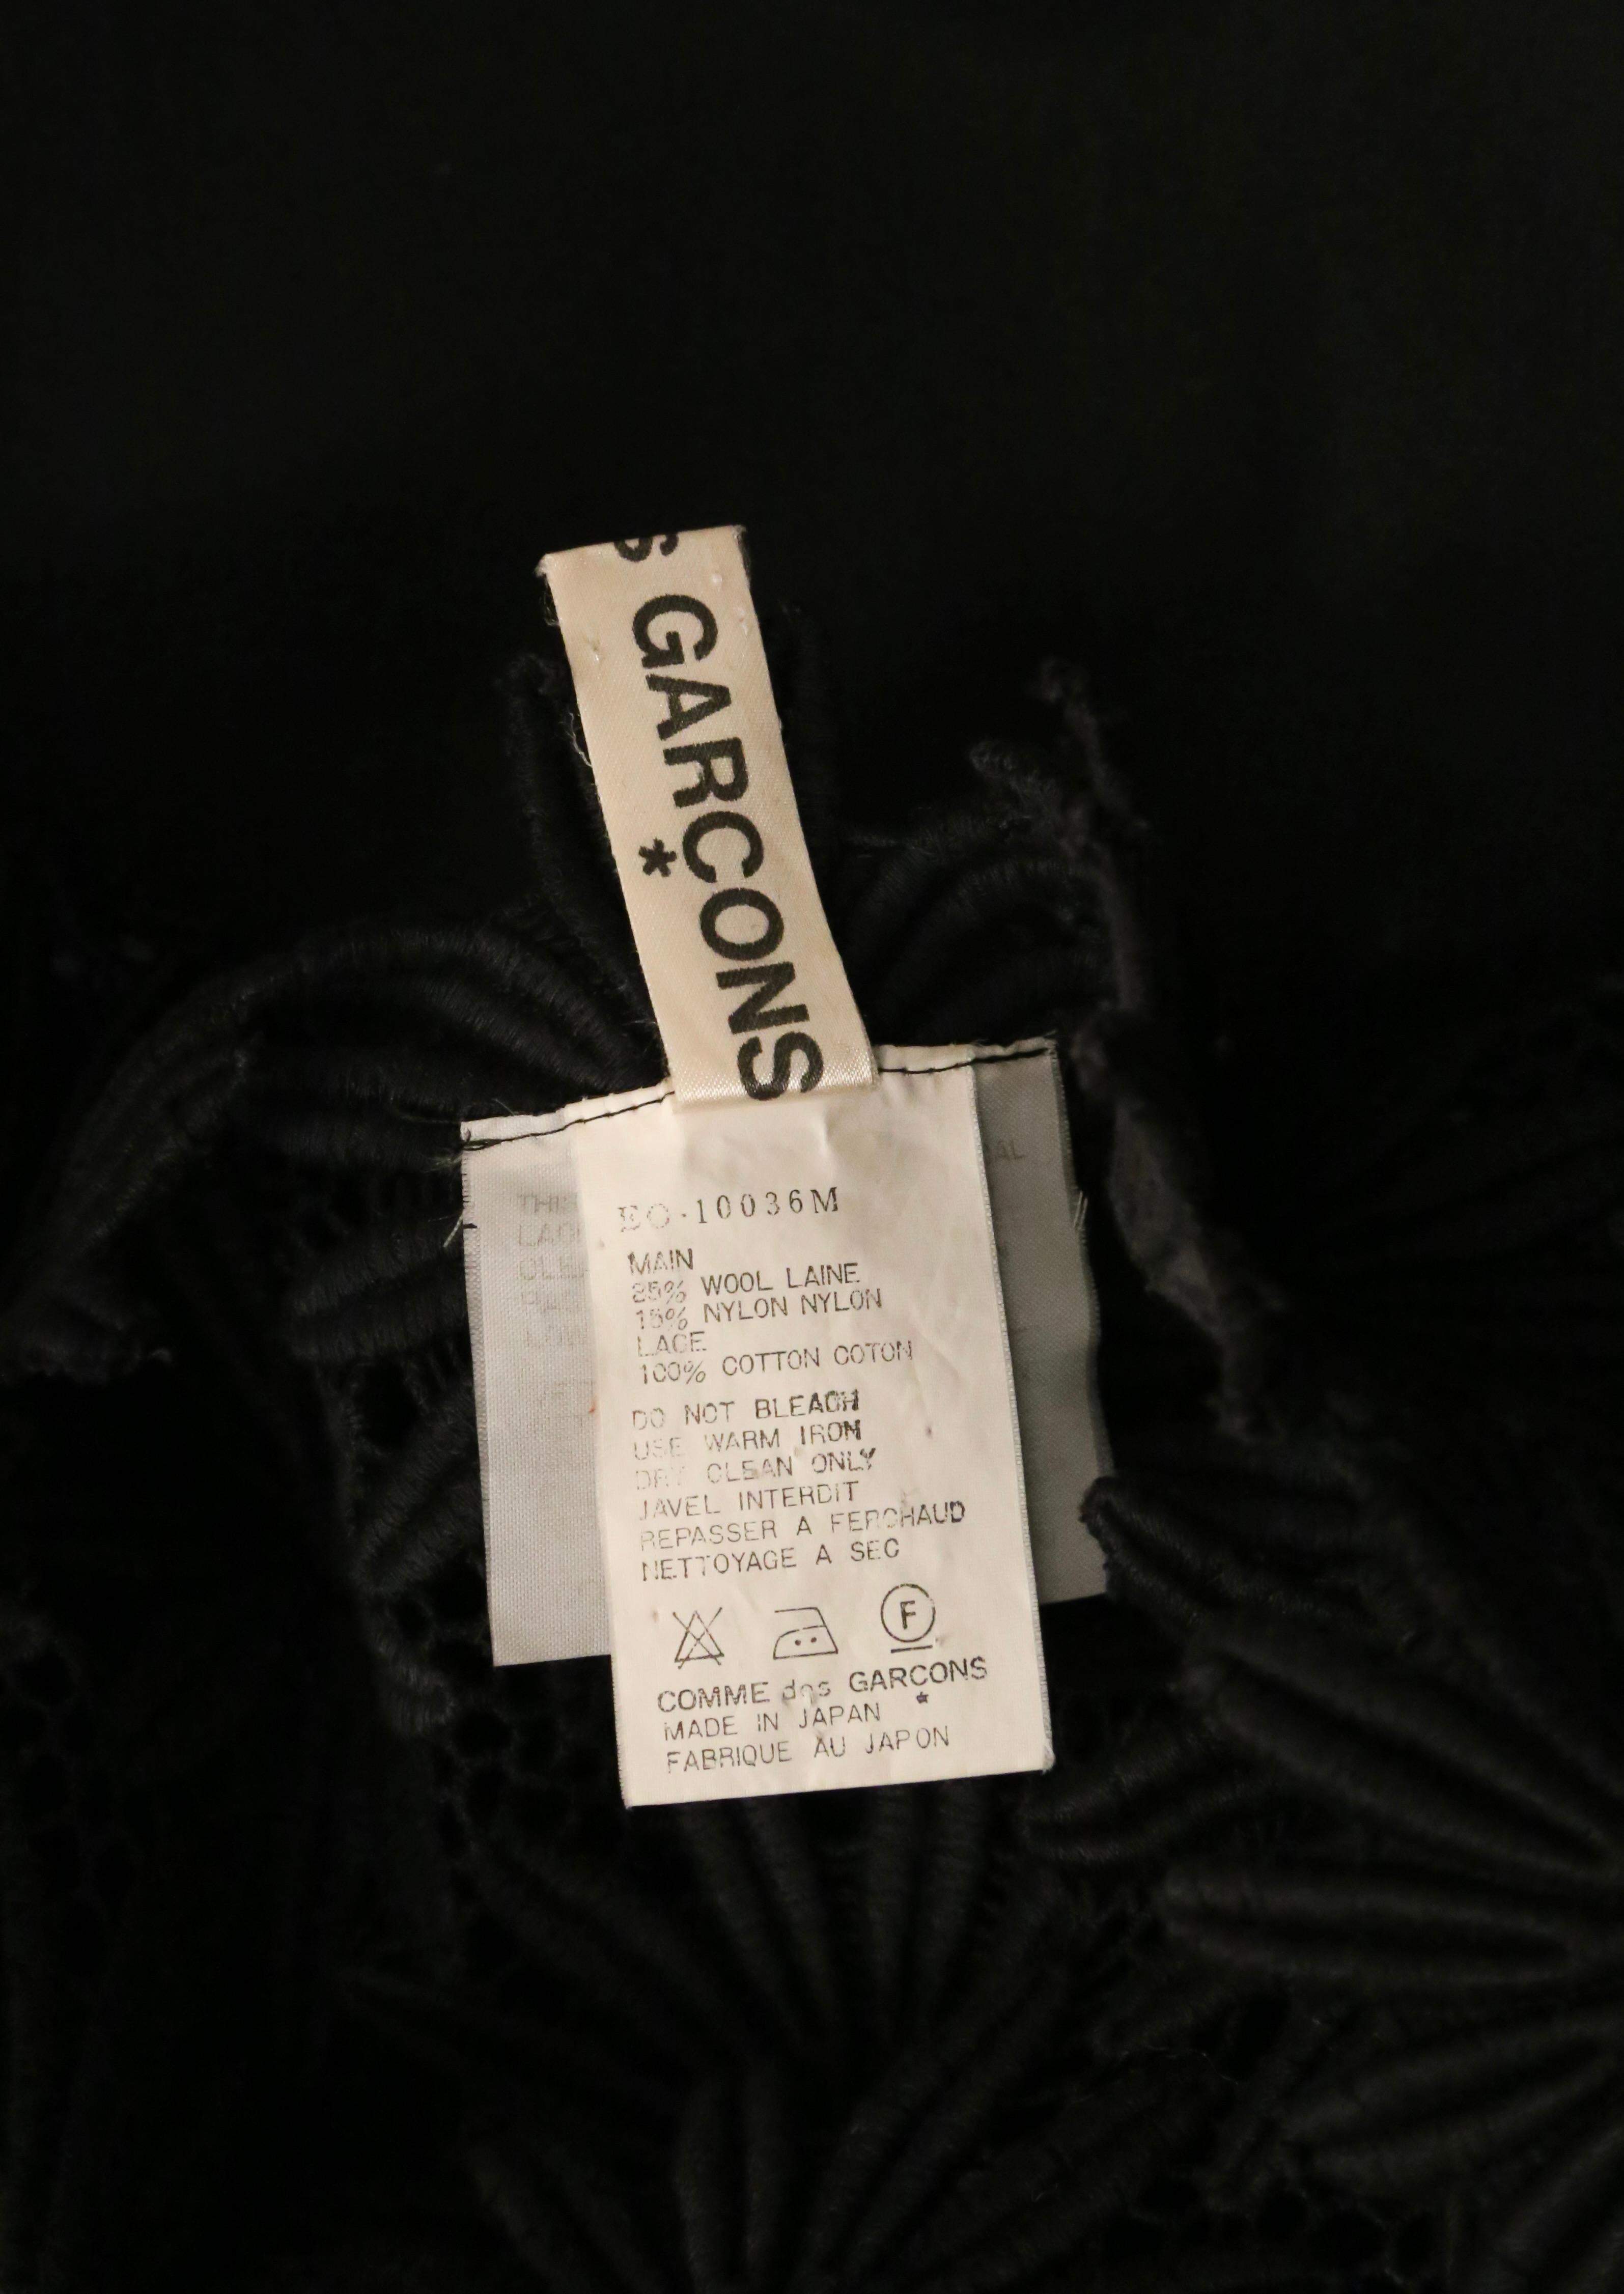 S GARÇONS
*
EO-10036M
MAIN
85% WOOL LAINE
15% NYLON NYLON
LACE
100% COTTON COTON
DO NOT BLEACH
USE WARM IRON
DRY CLEAN ONLY
JAVEL INTERDIT
REPASSER A FERCHAUD
NETTOYAGE A SEC
F
COMME des GARÇONS
*
MADE IN JAPAN
FABRIQUE AU JAPON